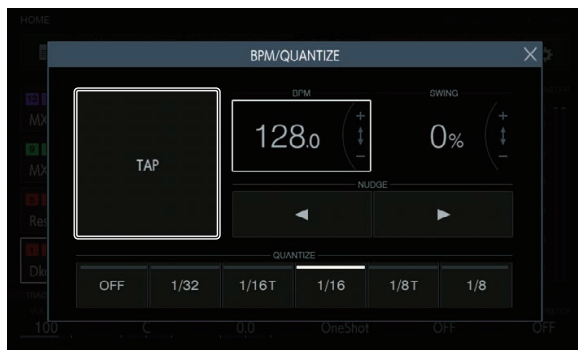 HOME
BPM/QUANTIZE
BPM
SWING
TAP
128.0
+
−
0%
+
−
NUDGE
QUANTIZE
OFF
1/32
1/16T
1/16
1/8T
1/8
MX
MX
Res
100
C
0.0
OneShot
OFF
OFF